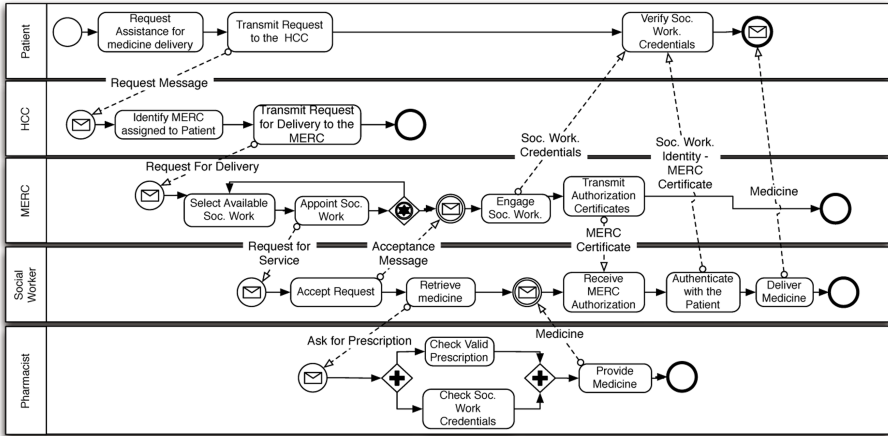 Patient
Request
Assistance for
medicine delivery
Transmit Request
to the  HCC
Verify Soc.
Work.
Credentials
Request Message
HCC
Identify MERC
assigned to Patient
Transmit Request
for Delivery to the
MERC
Request For Delivery
Soc. Work.
Credentials
Soc. Work.
Identity -
MERC
Certificate
Medicine
MERC
Select Available
Soc. Work
Appoint Soc.
Work
Engage
Soc. Work.
Transmit
Authorization
Certificates
Request for
Service
Acceptance
Message
MERC
Certificate
Social
Worker
Accept Request
Retrieve
medicine
Receive
MERC
Authorization
Authenticate
with the
Patient
Deliver
Medicine
Ask for Prescription
Medicine
Pharmacist
Check Valid
Prescription
Check Soc.
Work
Credentials
Provide
Medicine